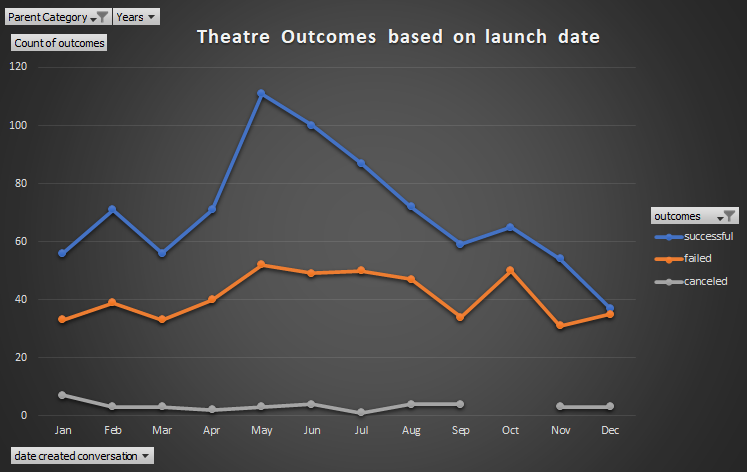 Parent Category Years
Count of outcomes
Theatre Outcomes based on launch date
120
100
80
60
40
20
0
Jan Feb Mar Apr May Jun Jul Aug Sep Oct Nov Dec
outcomes
successful
failed
canceled
date created conversation